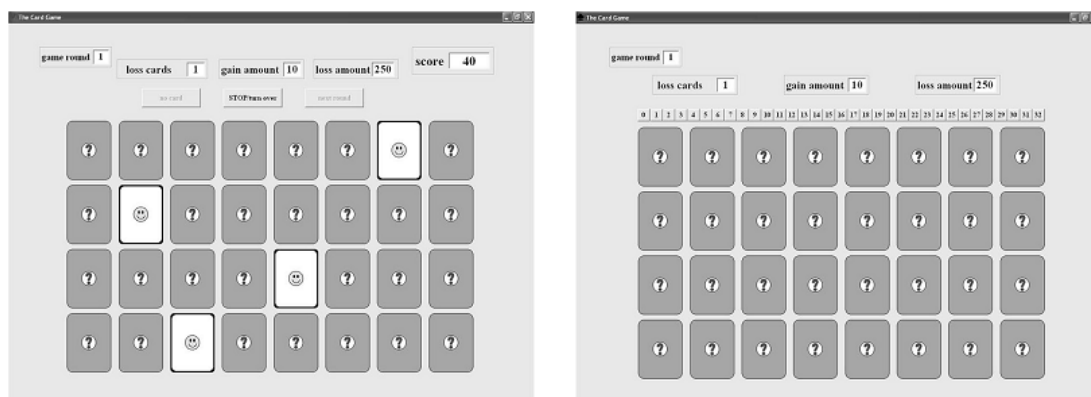 The Card Game
game round 1
loss cards 1 gain amount 10 loss amount 250 score 40
no card STOP/turn over next round
? ? ? ? ? ? ?
? ? ? ? ? ? ?
? ? ? ? ? ? ?
? ? ? ? ? ? ?
The Card Game
game round 1
loss cards 1 gain amount 10 loss amount 250
0 1 2 3 4 5 6 7 8 9 10 11 12 13 14 15 16 17 18 19 20 21 22 23 24 25 26 27 28 29 30 31 32
? ? ? ? ? ? ? ?
? ? ? ? ? ? ? ?
? ? ? ? ? ? ? ?
? ? ? ? ? ? ? ?